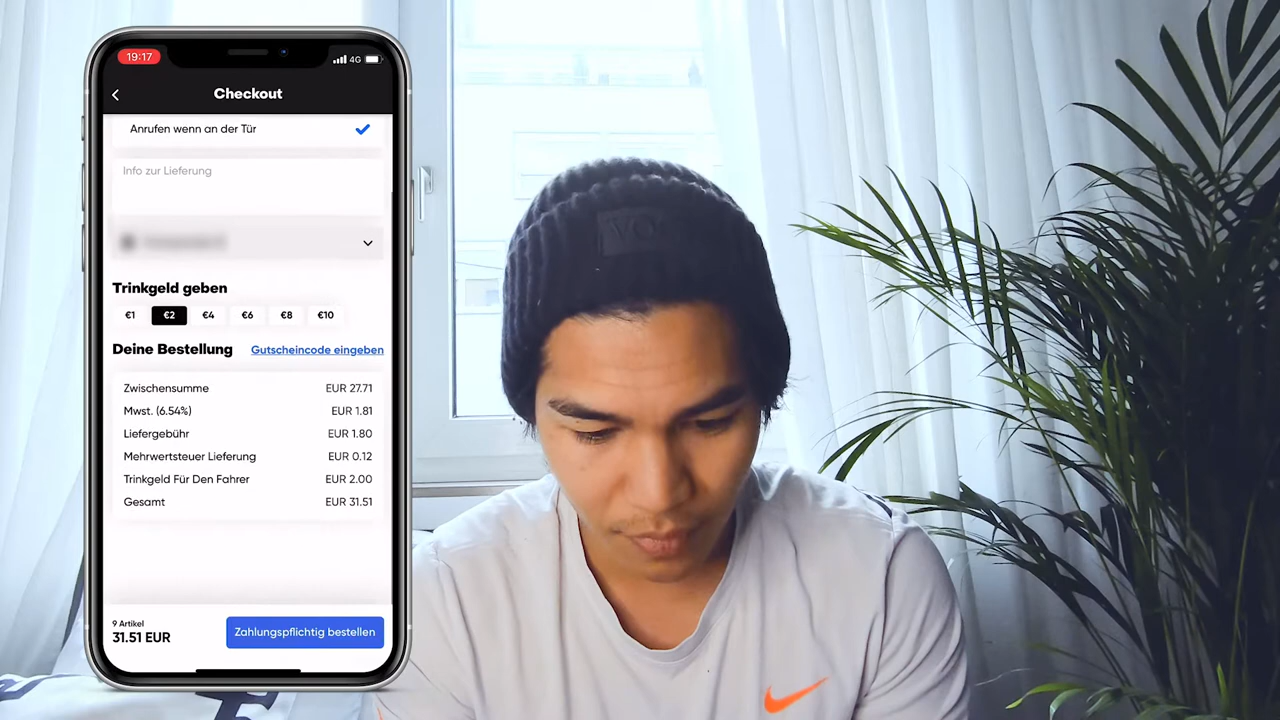 19:17
4G
Checkout
Anrufen wenn an der Tür
Info zur Lieferung
Trinkgeld geben
€1 €2 €4 €6 €8 €10
Deine Bestellung Gutscheincode eingeben
Zwischensumme EUR 27.71
Mwst. (6.54%) EUR 1.81
Liefergebühr EUR 1.80
Mehrwertsteuer Lieferung EUR 0.12
Trinkgeld Für Den Fahrer EUR 2.00
Gesamt EUR 31.51
9 Artikel
31.51 EUR
Zahlungspflichtig bestellen